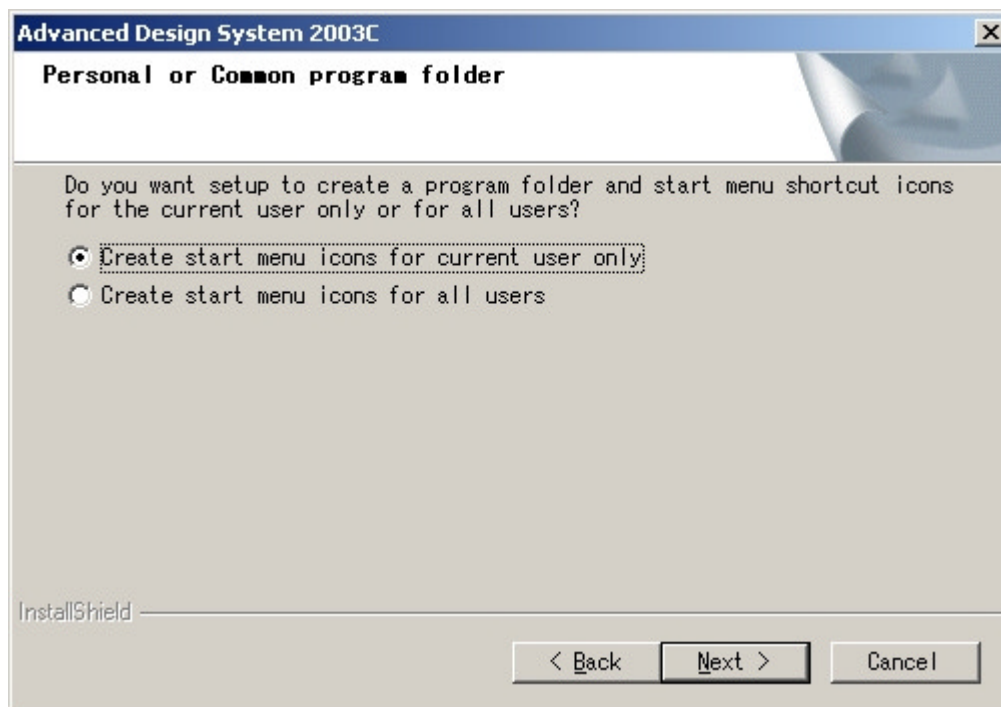 Advanced Design System 2003C
Personal or Common program folder
Do you want setup to create a program folder and start menu shortcut icons
for the current user only or for all users?
Create start menu icons for current user only
Create start menu icons for all users
InstallShield
< Back
Next >
Cancel